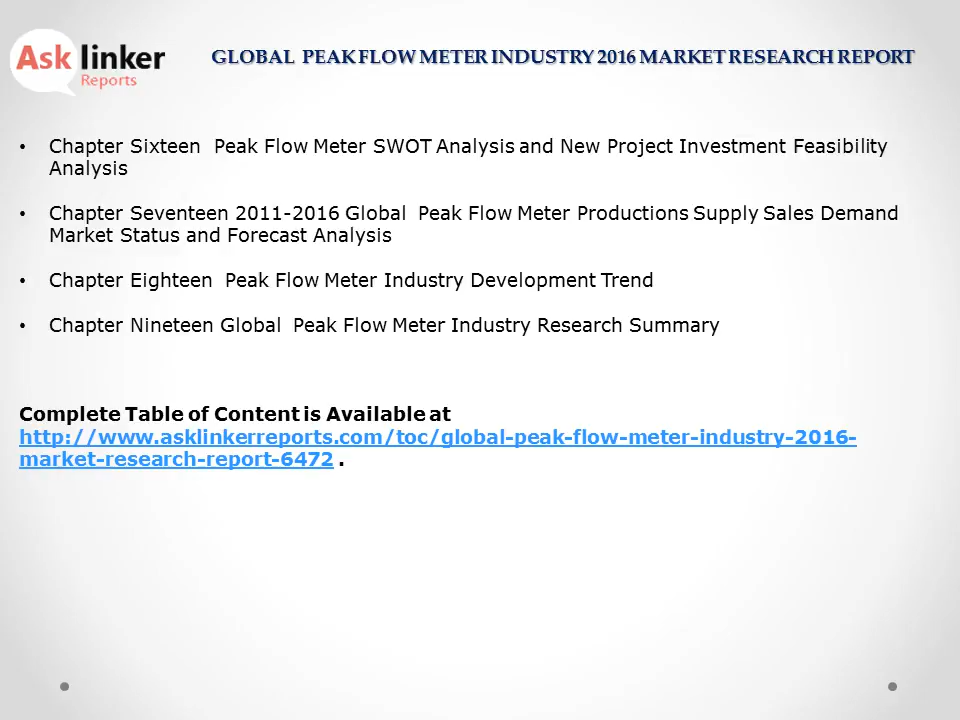 Ask linker
Reports
GLOBAL PEAK FLOW METER INDUSTRY 2016 MARKET RESEARCH REPORT
• Chapter Sixteen Peak Flow Meter SWOT Analysis and New Project Investment Feasibility
Analysis
• Chapter Seventeen 2011-2016 Global Peak Flow Meter Productions Supply Sales Demand
Market Status and Forecast Analysis
• Chapter Eighteen Peak Flow Meter Industry Development Trend
• Chapter Nineteen Global Peak Flow Meter Industry Research Summary
Complete Table of Content is Available at
http://www.asklinkerreports.com/toc/global-peak-flow-meter-industry-2016-
market-research-report-6472 .